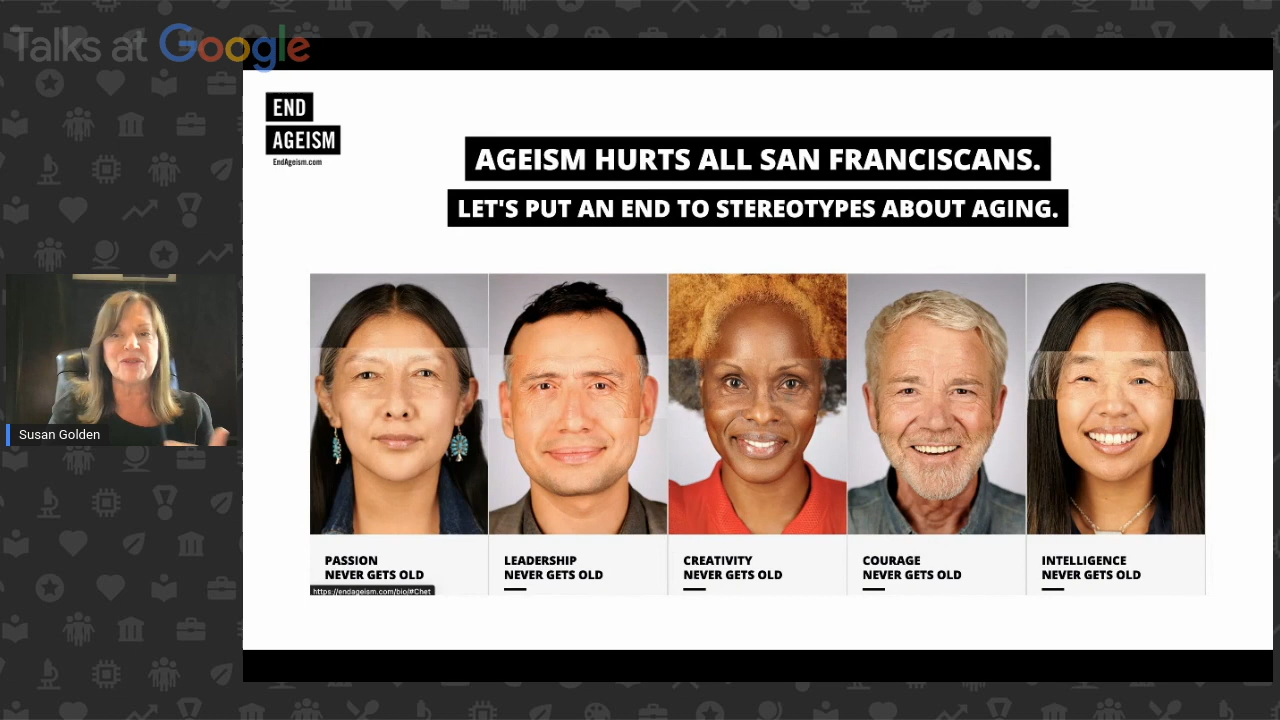 Talks at Google
END
AGEISM
EndAgeism.com
AGEISM HURTS ALL SAN FRANCISCANS.
LET'S PUT AN END TO STEREOTYPES ABOUT AGING.
Susan Golden
PASSION
NEVER GETS OLD
https://endageism.com/bio/#Chet
LEADERSHIP
NEVER GETS OLD
CREATIVITY
NEVER GETS OLD
COURAGE
NEVER GETS OLD
INTELLIGENCE
NEVER GETS OLD